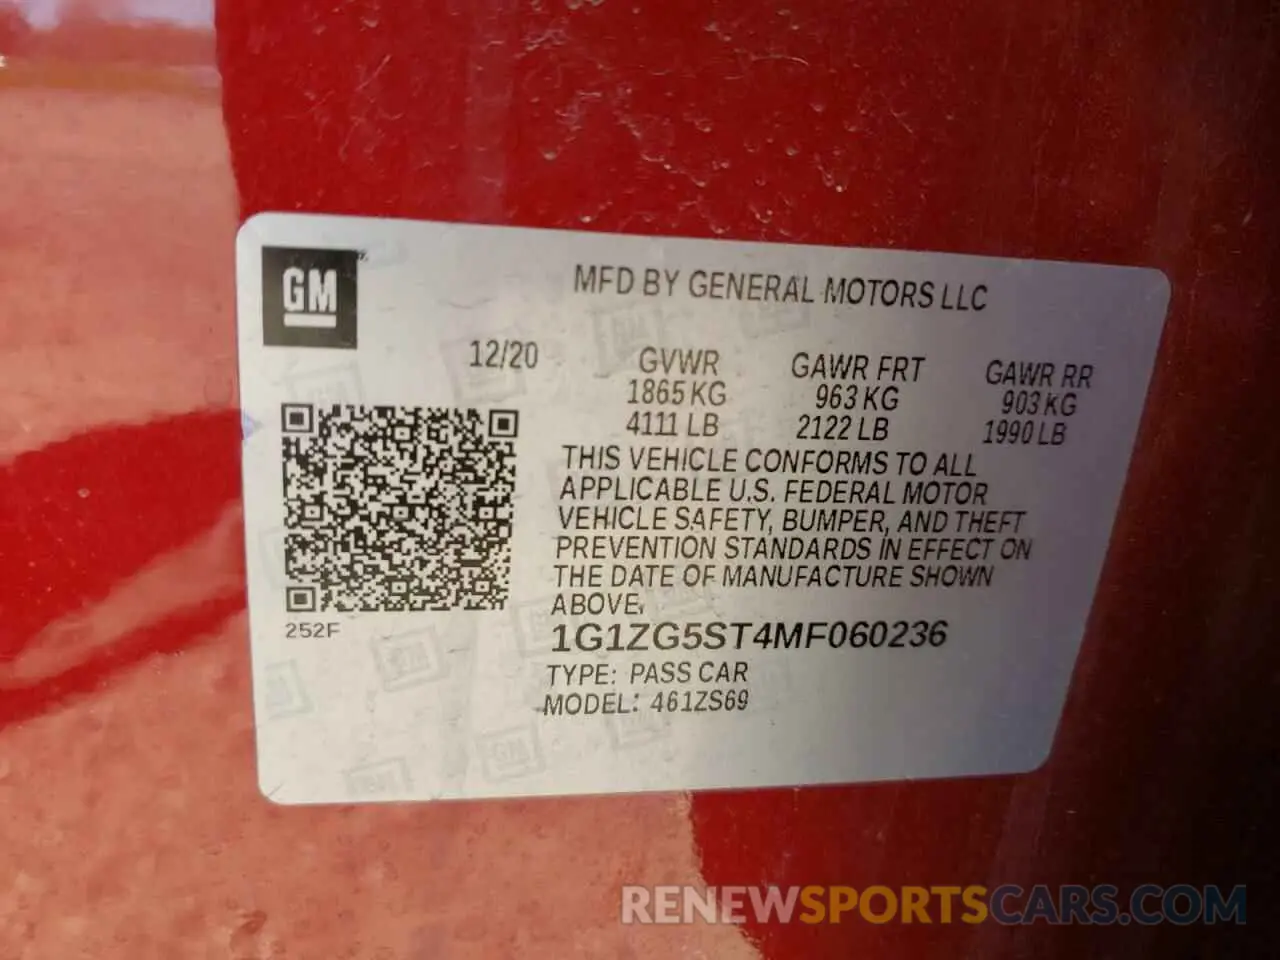 GM
MFD BY GENERAL MOTORS LLC
12/20
GVWR
1865 KG
4111 LB
GAWR FRT
963 KG
2122 LB
GAWR RR
903 KG
1990 LB
THIS VEHICLE CONFORMS TO ALL
APPLICABLE U.S. FEDERAL MOTOR
VEHICLE SAFETY, BUMPER, AND THEFT
PREVENTION STANDARDS IN EFFECT ON
THE DATE OF MANUFACTURE SHOWN
ABOVE.
252F
1G1ZG5ST4MF060236
TYPE: PASS CAR
MODEL: 461ZS69
RENEWSPORTSCARS.COM